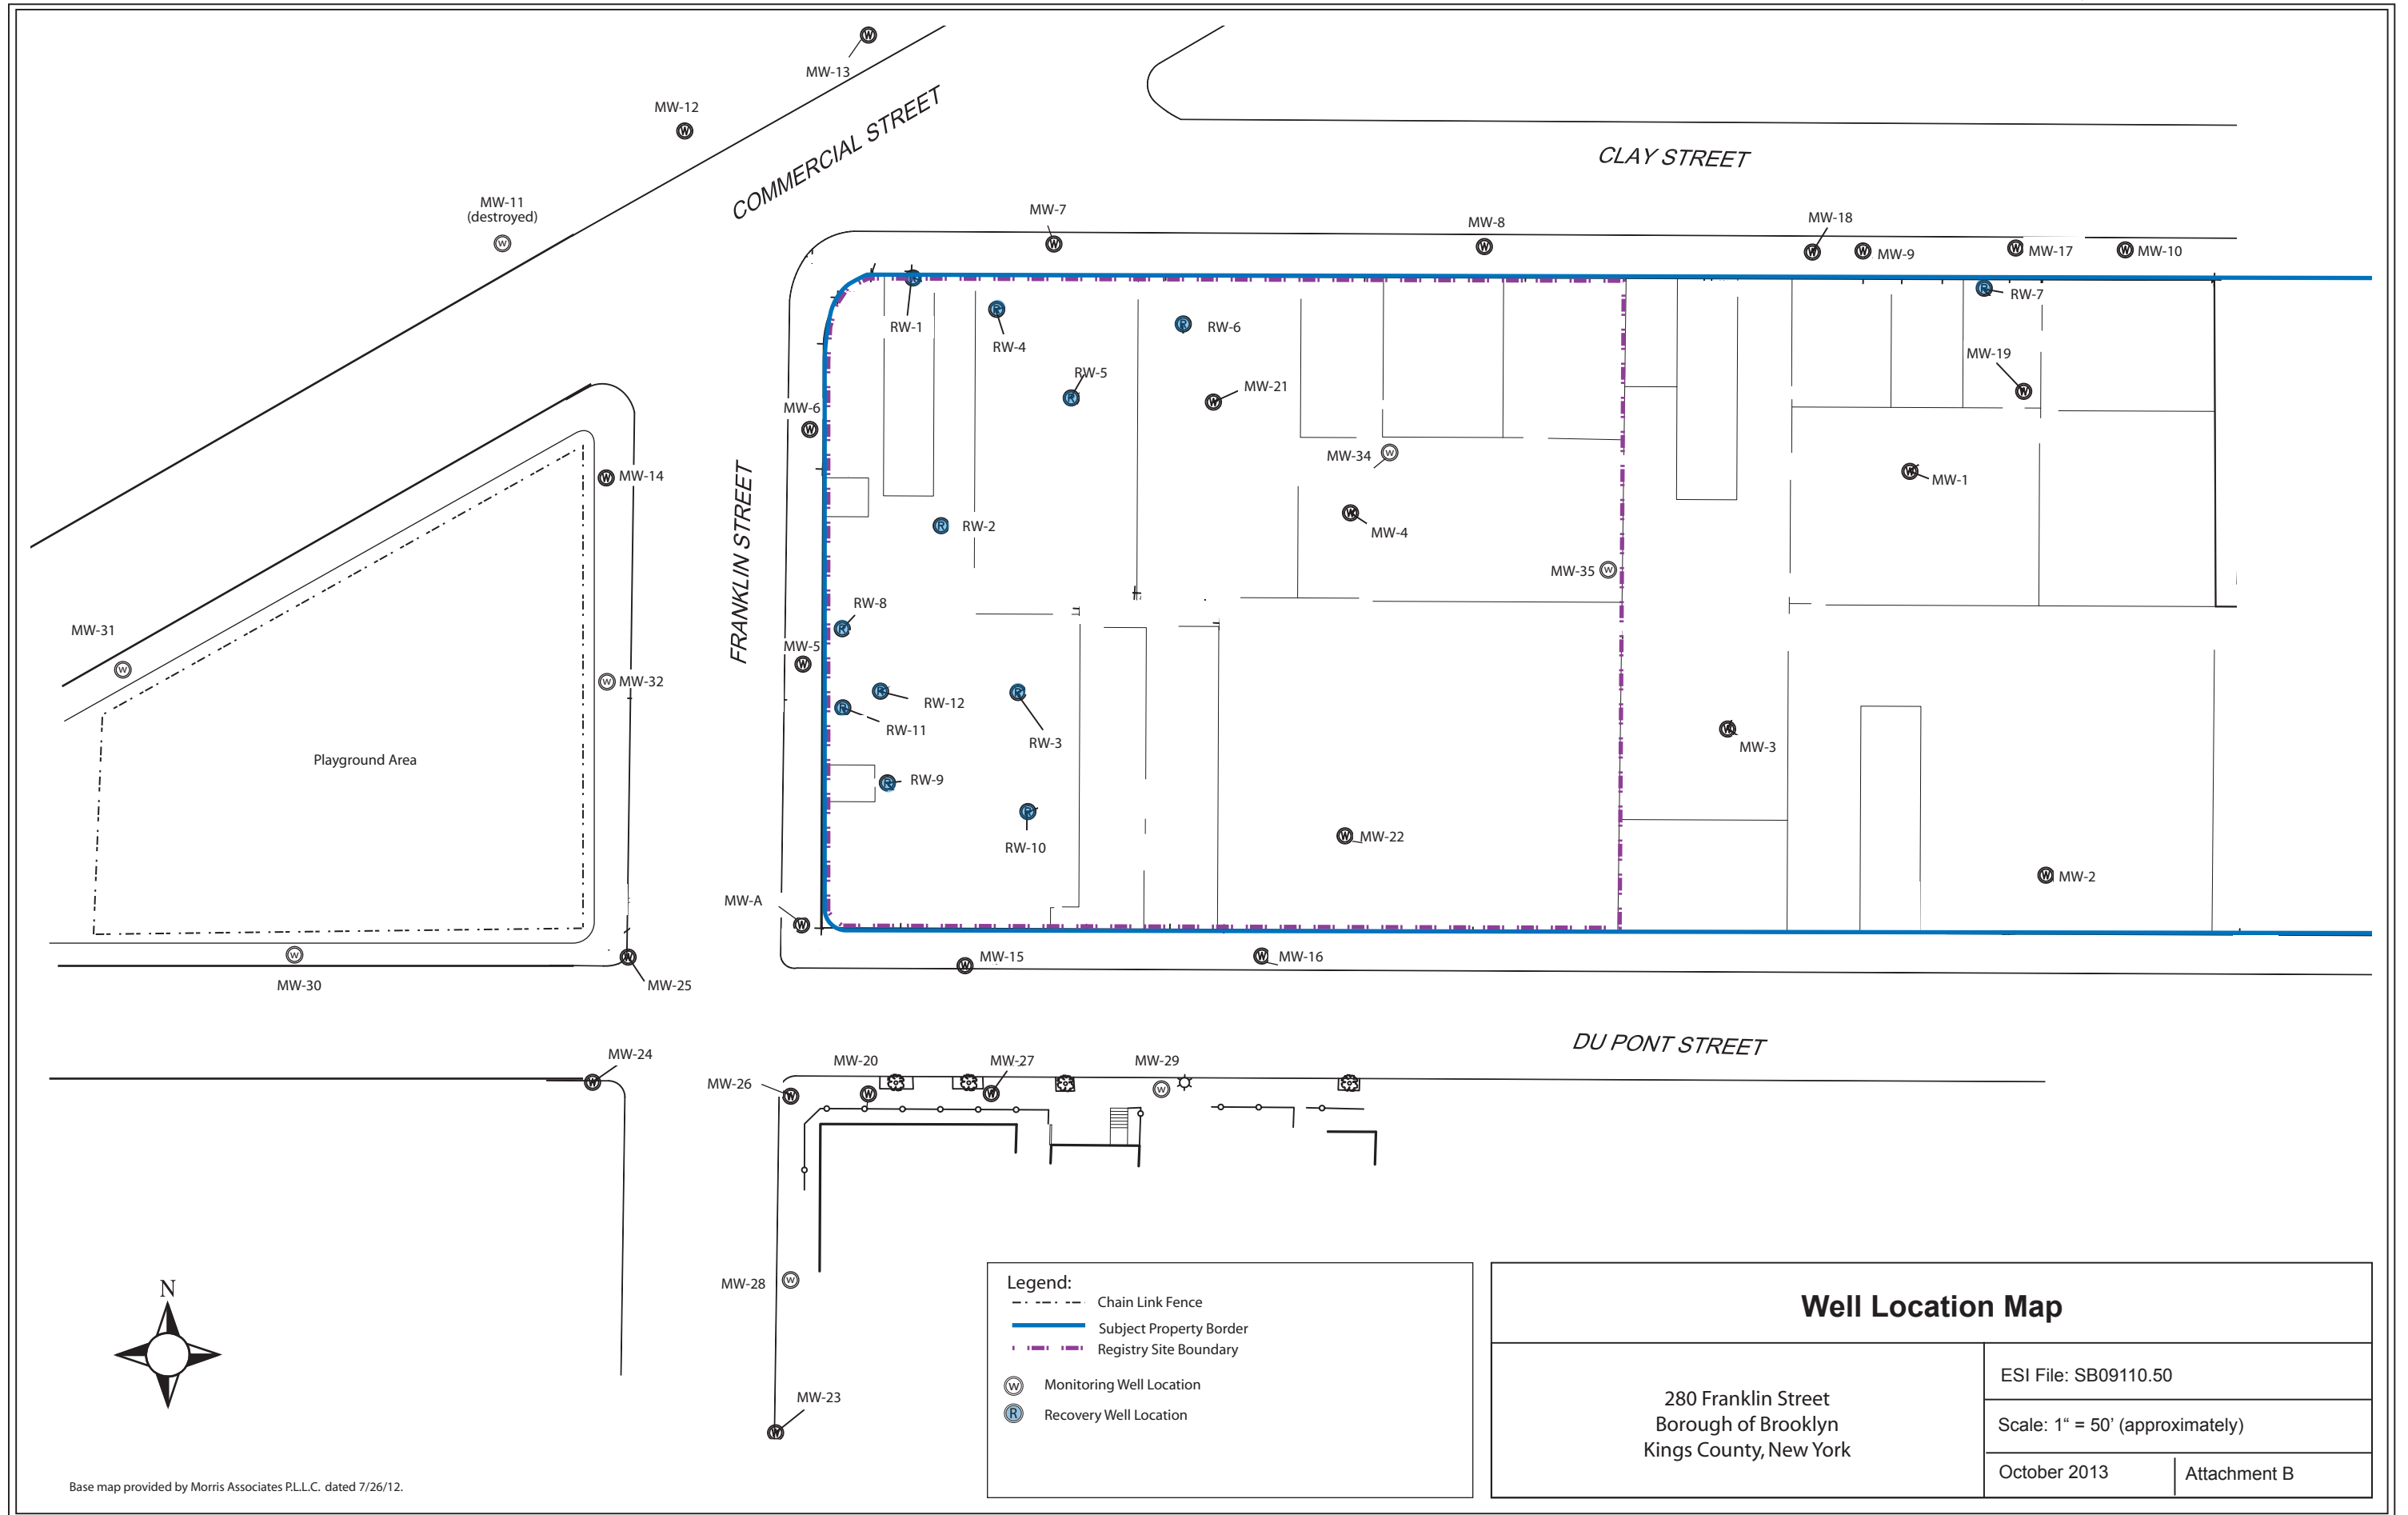 MW-13
MW-12
COMMERCIAL STREET
CLAY STREET
MW-11
(destroyed)
MW-7
MW-8
MW-18
MW-9
MW-17
MW-10
RW-1
RW-4
RW-6
RW-7
RW-5
MW-21
MW-19
MW-6
MW-34
MW-14
MW-1
FRANKLIN STREET
RW-2
MW-4
MW-35
RW-8
MW-31
MW-5
MW-32
RW-12
RW-11
RW-3
MW-3
Playground Area
RW-9
RW-10
MW-22
MW-2
MW-A
MW-15
MW-16
MW-30
MW-25
DU PONT STREET
MW-24
MW-20
MW-27
MW-29
MW-26
MW-28
N
MW-23
Legend:
Chain Link Fence
Subject Property Border
Registry Site Boundary
W Monitoring Well Location
R Recovery Well Location
Well Location Map
280 Franklin Street
Borough of Brooklyn
Kings County, New York
ESI File: SB09110.50
Scale: 1“ = 50’ (approximately)
October 2013
Attachment B
Base map provided by Morris Associates P.L.L.C. dated 7/26/12.